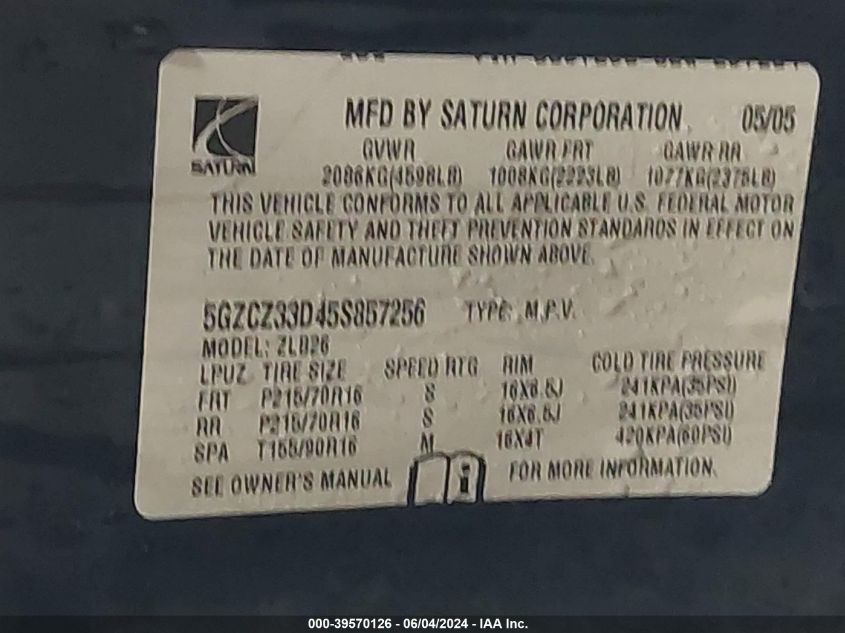 MFD BY SATURN CORPORATION 05/05
SATURN
GVWR GAWR FRT GAWR RR
2086KG(4598LB) 1008KG(2223LB) 1077KG(2375LB)
THIS VEHICLE CONFORMS TO ALL APPLICABLE U.S. FEDERAL MOTOR
VEHICLE SAFETY AND THEFT PREVENTION STANDARDS IN EFFECT ON
THE DATE OF MANUFACTURE SHOWN ABOVE.
5GZCZ33D45S857256 TYPE: M.P.V.
MODEL: ZLB26
LPUZ TIRE SIZE SPEED RTG RIM COLD TIRE PRESSURE
FRT P215/70R16 S 16X6.5J 241KPA(35PSI)
RR P215/70R16 S 16X6.5J 241KPA(35PSI)
SPA T155/90R16 M 16X4T 420KPA(60PSI)
SEE OWNER'S MANUAL i FOR MORE INFORMATION.
000-39570126 - 06/04/2024 - IAA Inc.